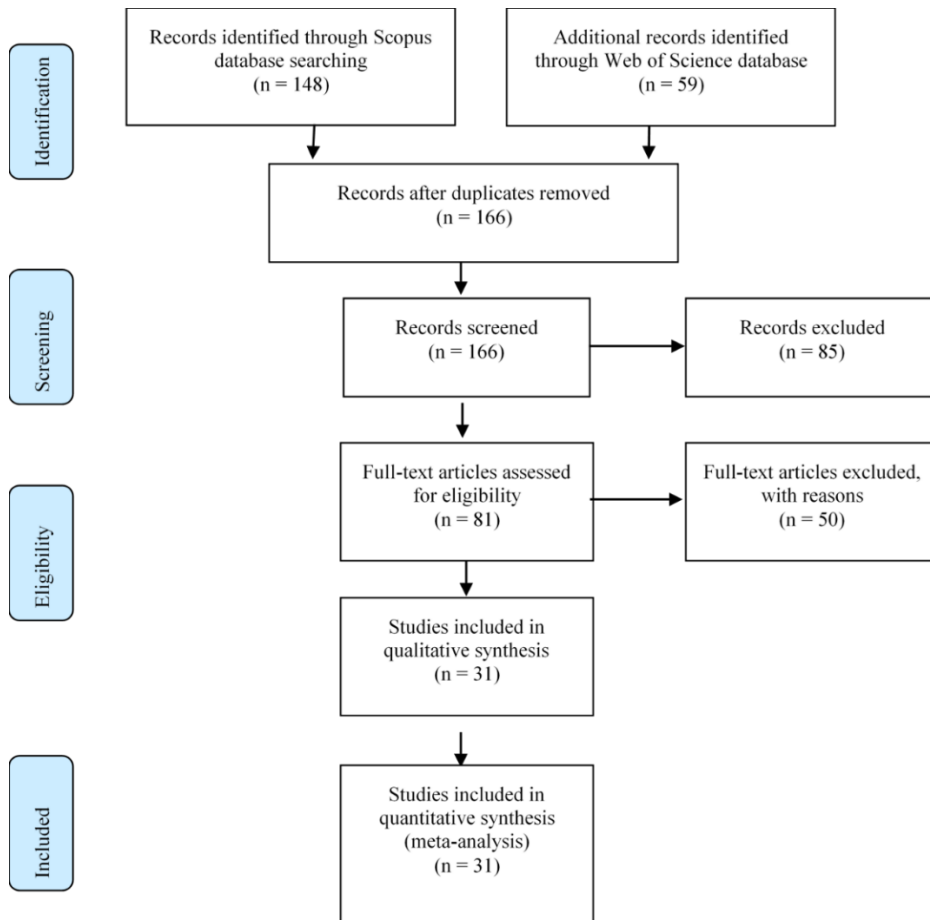 Identification
Records identified through Scopus
database searching
(n = 148)
Additional records identified
through Web of Science database
(n = 59)
Records after duplicates removed
(n = 166)
Screening
Records screened
(n = 166)
Records excluded
(n = 85)
Eligibility
Full-text articles assessed
for eligibility
(n = 81)
Full-text articles excluded,
with reasons
(n = 50)
Studies included in
qualitative synthesis
(n = 31)
Included
Studies included in
quantitative synthesis
(meta-analysis)
(n = 31)